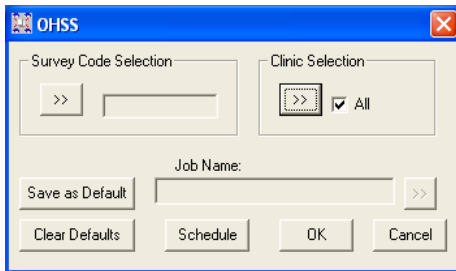 OHSS
Survey Code Selection
>>
Clinic Selection
>>
All
Job Name:
Save as Default
>>
Clear Defaults
Schedule
OK
Cancel